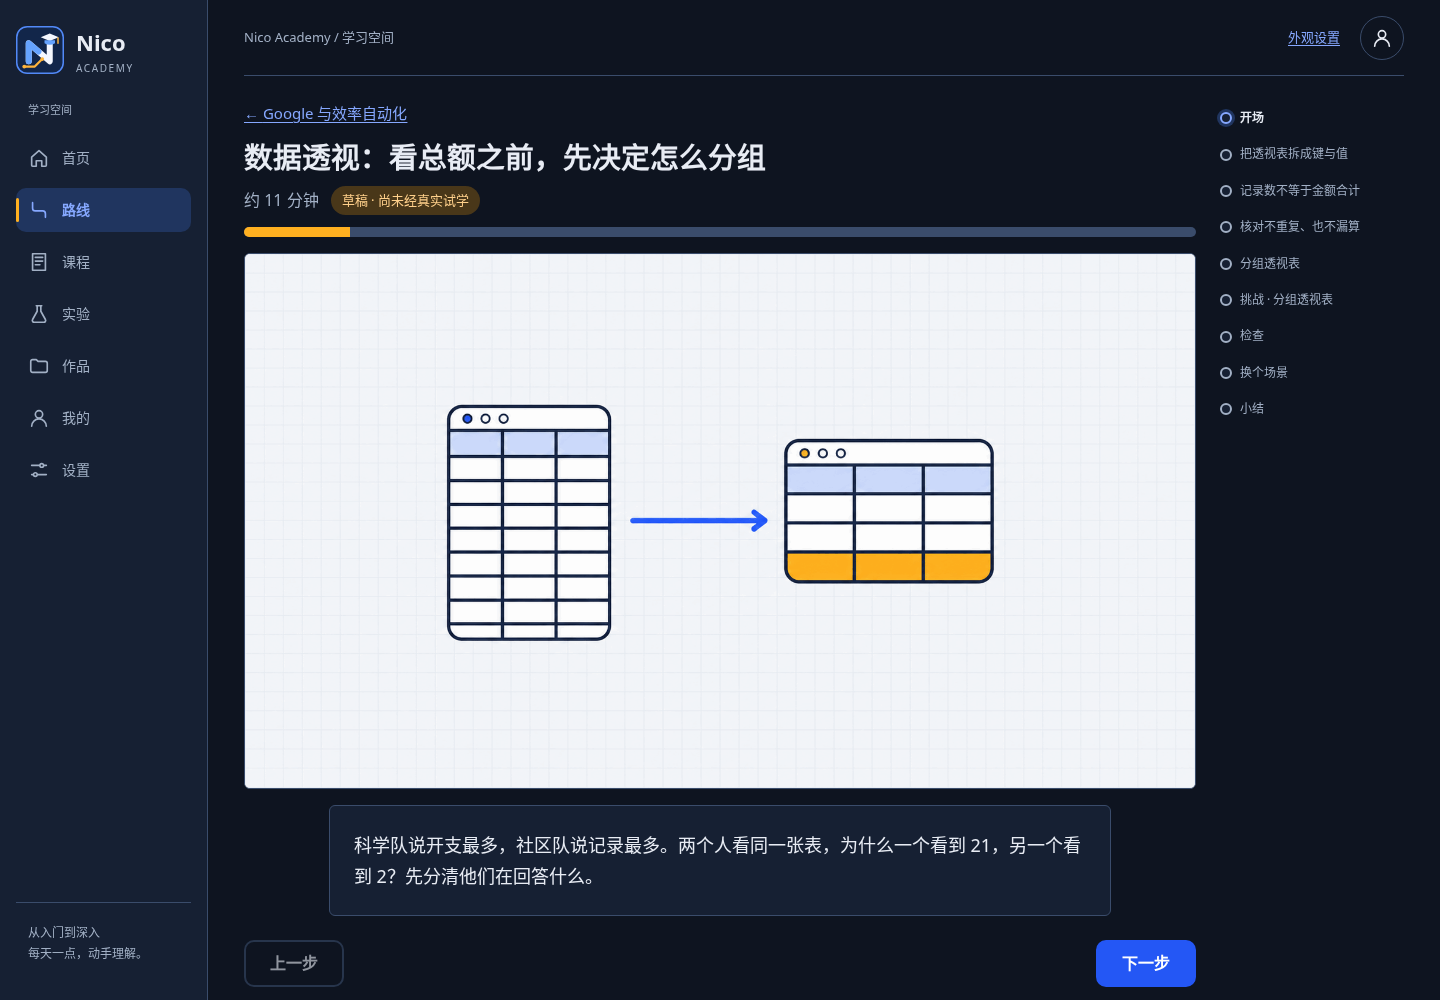 Nico
ACADEMY
学习空间
首页
路线
课程
实验
作品
我的
设置
从入门到深入
每天一点，动手理解。
Nico Academy / 学习空间
外观设置
← Google 与效率自动化
数据透视：看总额之前，先决定怎么分组
约 11 分钟
草稿 · 尚未经真实试学
科学队说开支最多，社区队说记录最多。两个人看同一张表，为什么一个看到 21，另一个看
到 2？先分清他们在回答什么。
上一步
下一步
开场
把透视表拆成键与值
记录数不等于金额合计
核对不重复、也不漏算
分组透视表
挑战 · 分组透视表
检查
换个场景
小结